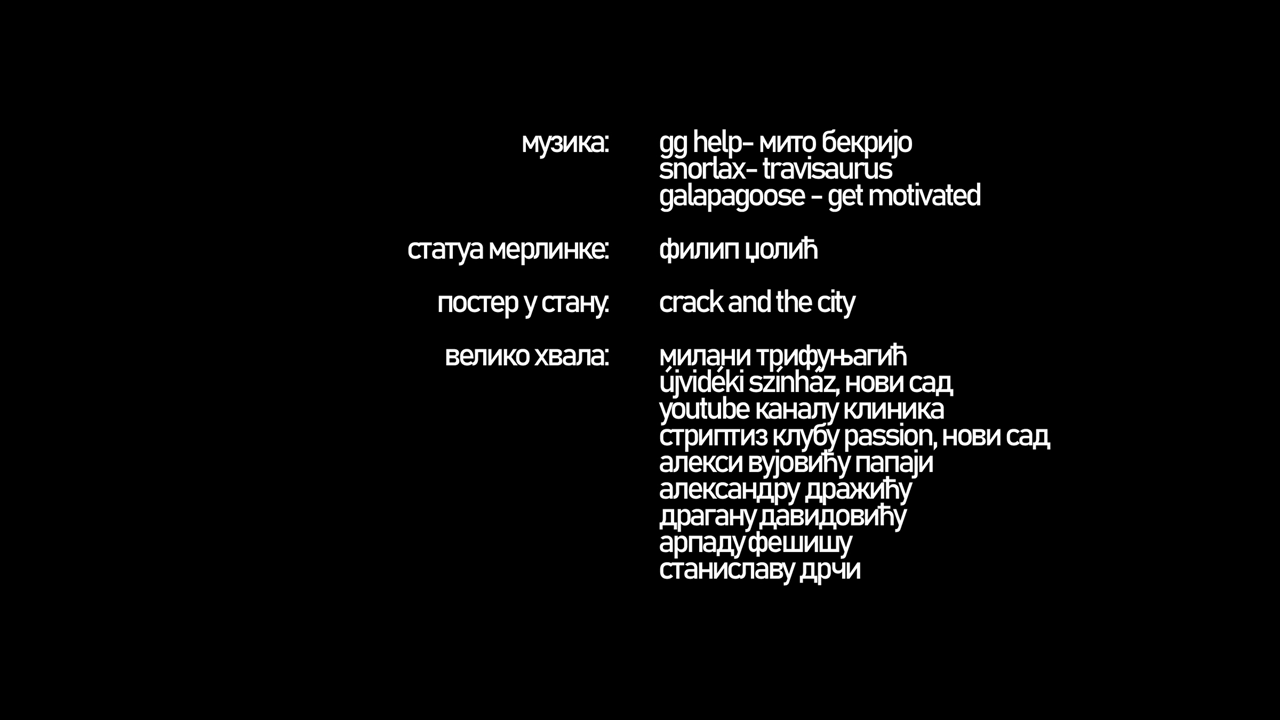 музика: gg help- мито бекријо
snorlax- travisaurus
galapagoose - get motivated
статуа мерлинке: филип џолић
постер у стану: crack and the city
велико хвала: милани трифуњагић
újvidéki színház, нови сад
youtube каналу клиника
стриптиз клубу passion, нови сад
алекси вујовићу папаји
александру дражићу
драгану давидовићу
арпаду фешишу
станиславу дрчи